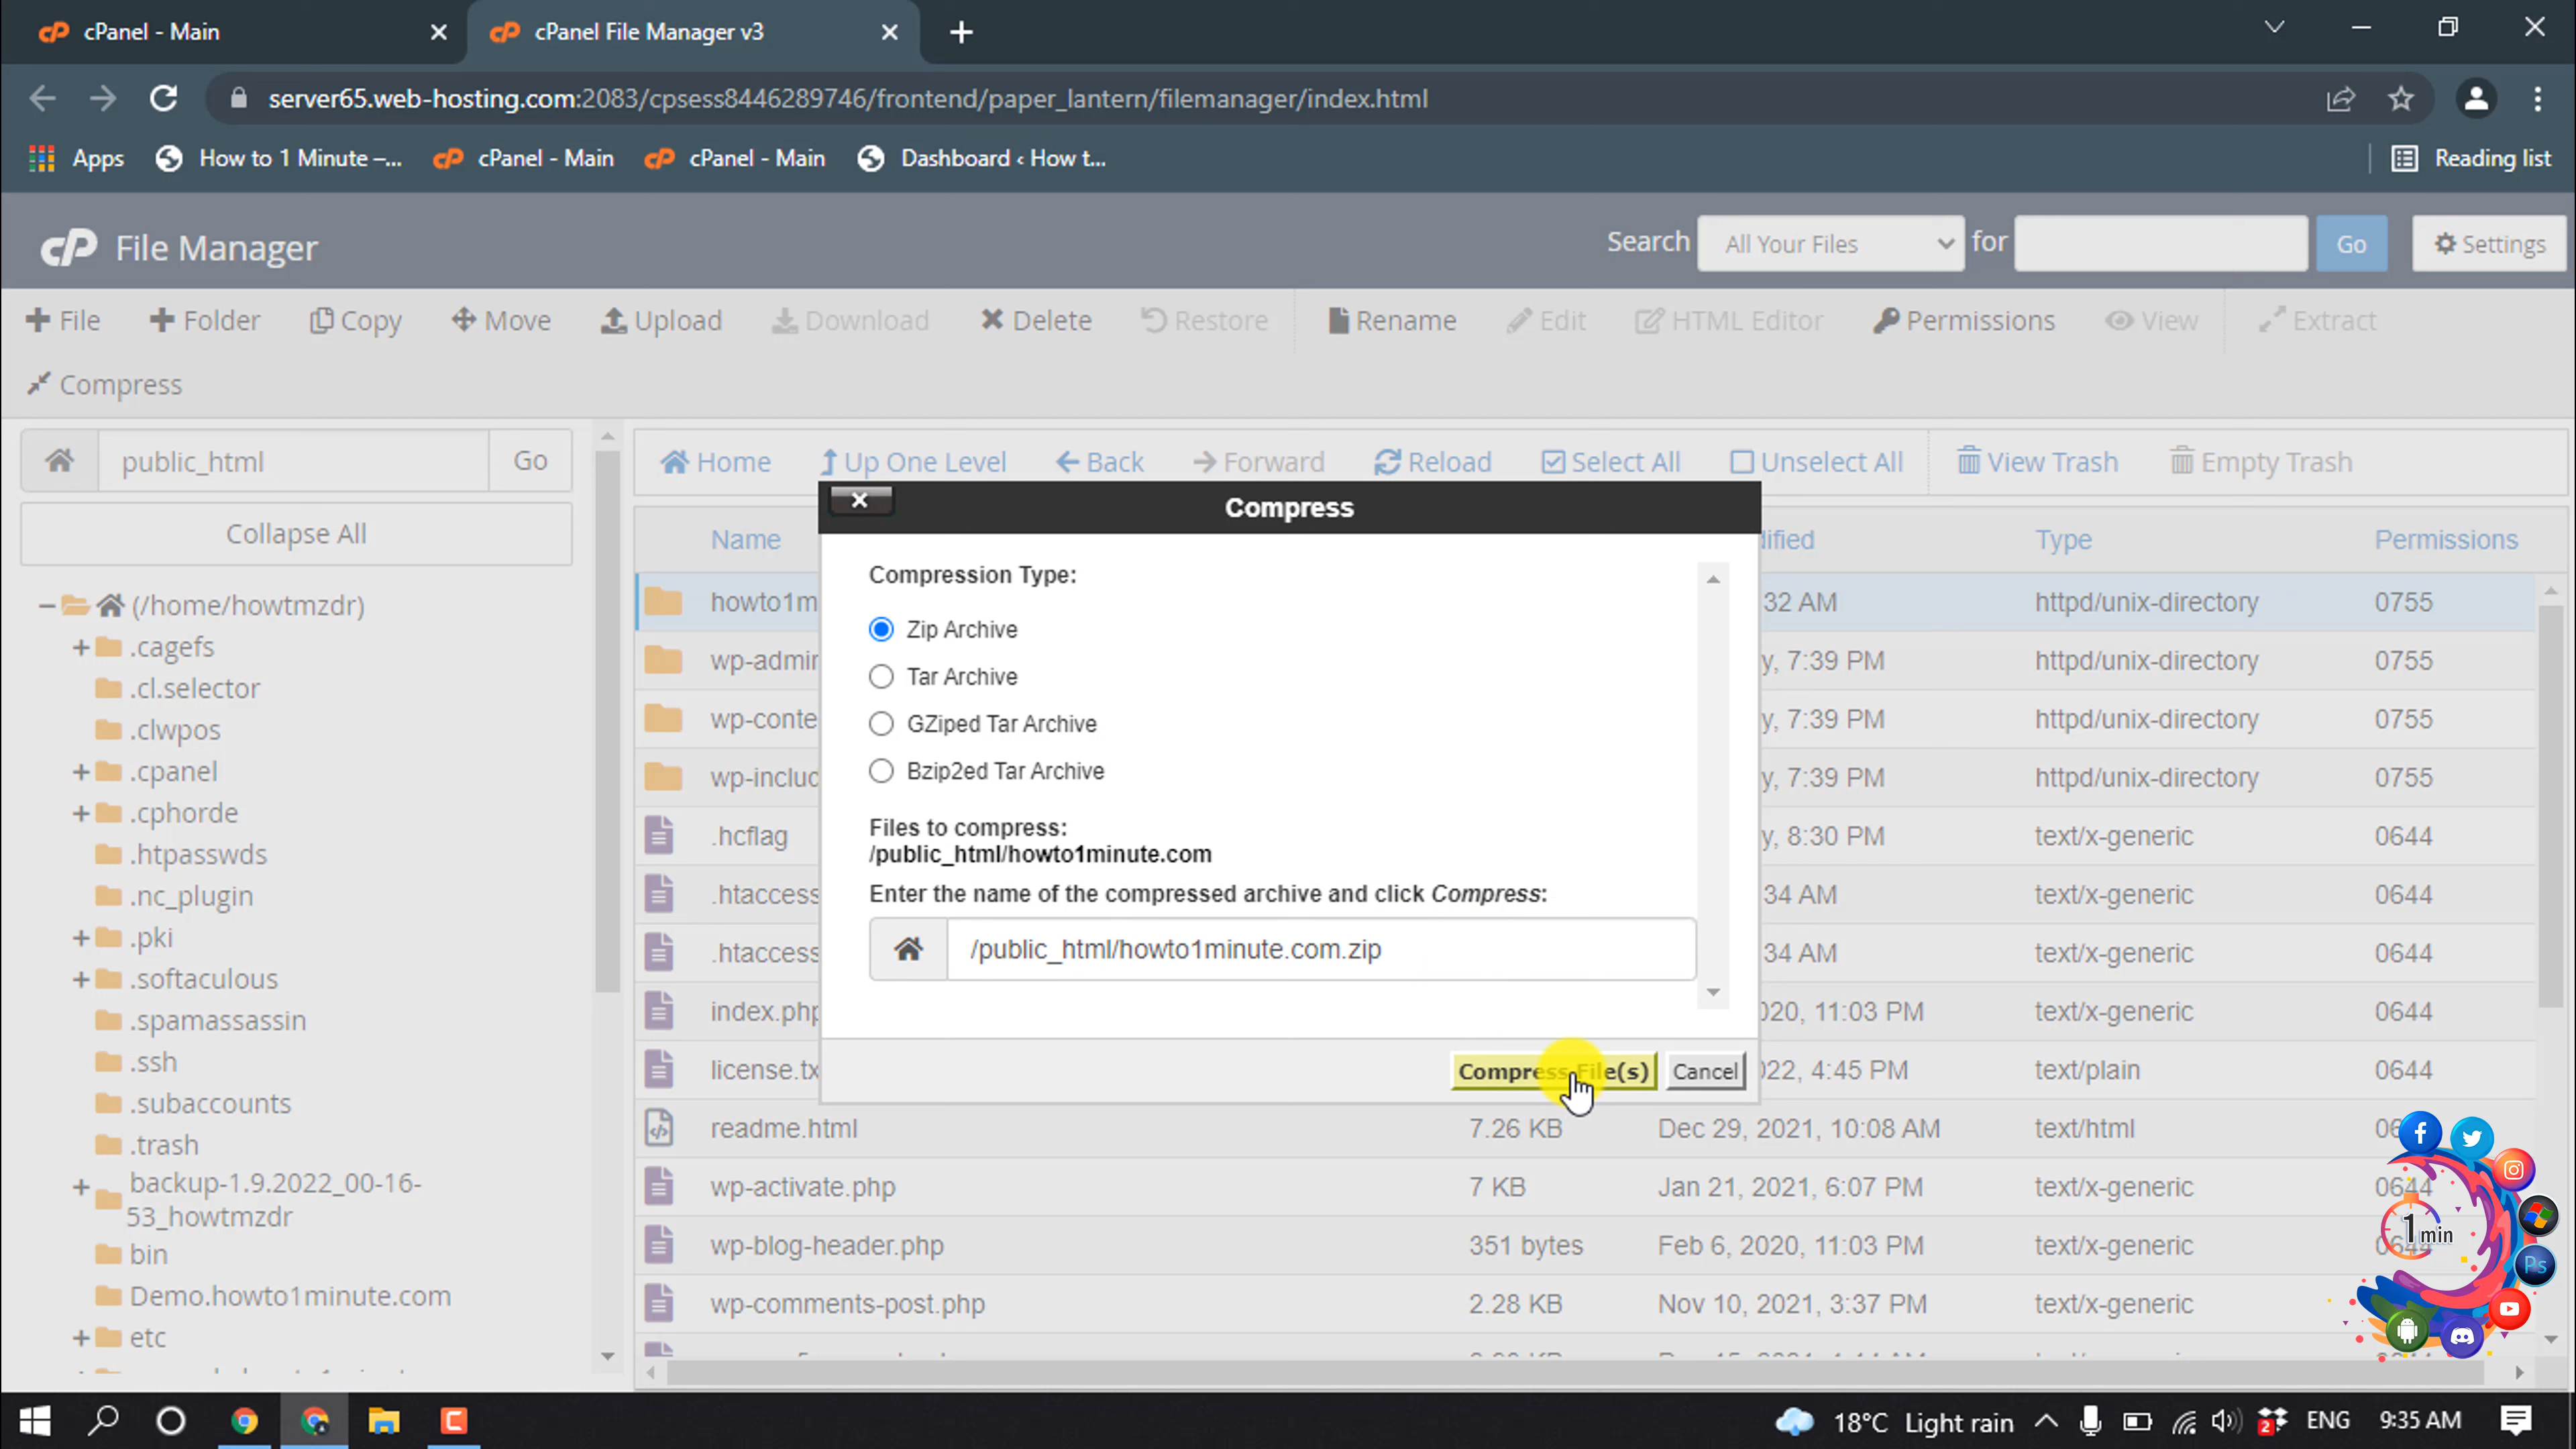 cPanel - Main
cPanel File Manager v3
server65.web-hosting.com:2083/cpsess8446289746/frontend/paper_lantern/filemanager/index.html
Apps How to 1 Minute –... cPanel - Main cPanel - Main Dashboard ‹ How t... Reading list
cP File Manager Search All Your Files for Go Settings
File Folder Copy Move Upload Download Delete Restore Rename Edit HTML Editor Permissions View Extract
Compress
public_html Go
Collapse All
(/home/howtmzdr)
.cagefs
.cl.selector
.clwpos
.cpanel
.cphorde
.htpasswds
.nc_plugin
.pki
.softaculous
.spamassassin
.ssh
.subaccounts
.trash
backup-1.9.2022_00-16-
53_howtmzdr
bin
Demo.howto1minute.com
etc
Home Up One Level Back Forward Reload Select All Unselect All View Trash Empty Trash
Name ified Type Permissions
howto1m 32 AM httpd/unix-directory 0755
wp-admin y, 7:39 PM httpd/unix-directory 0755
wp-conte y, 7:39 PM httpd/unix-directory 0755
wp-includ y, 7:39 PM httpd/unix-directory 0755
.hcflag y, 8:30 PM text/x-generic 0644
.htaccess 34 AM text/x-generic 0644
.htaccess 34 AM text/x-generic 0644
index.php 020, 11:03 PM text/x-generic 0644
license.tx 022, 4:45 PM text/plain 0644
readme.html 7.26 KB Dec 29, 2021, 10:08 AM text/html
wp-activate.php 7 KB Jan 21, 2021, 6:07 PM text/x-generic 0644
wp-blog-header.php 351 bytes Feb 6, 2020, 11:03 PM text/x-generic 0644
wp-comments-post.php 2.28 KB Nov 10, 2021, 3:37 PM text/x-generic
Compress
Compression Type:
Zip Archive
Tar Archive
GZiped Tar Archive
Bzip2ed Tar Archive
Files to compress:
/public_html/howto1minute.com
Enter the name of the compressed archive and click Compress:
/public_html/howto1minute.com.zip
Compress File(s) Cancel
1 min
Ps
18°C Light rain 2 ENG 9:35 AM